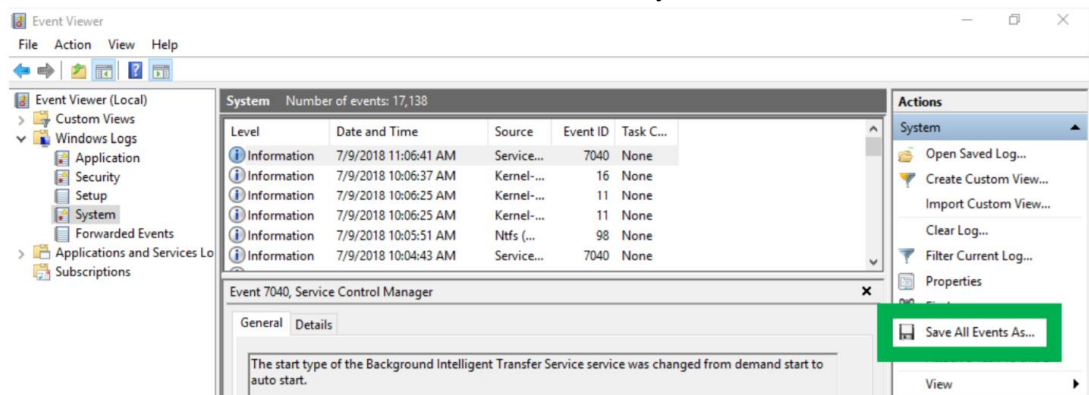 Event Viewer
File Action View Help
Event Viewer (Local)
Custom Views
Windows Logs
Application
Security
Setup
System
Forwarded Events
Applications and Services Lo
Subscriptions
System Number of events: 17,138
Level Date and Time Source Event ID Task C...
Information 7/9/2018 11:06:41 AM Service... 7040 None
Information 7/9/2018 10:06:37 AM Kernel-... 16 None
Information 7/9/2018 10:06:25 AM Kernel-... 11 None
Information 7/9/2018 10:06:25 AM Kernel-... 11 None
Information 7/9/2018 10:05:51 AM Ntfs (... 98 None
Information 7/9/2018 10:04:43 AM Service... 7040 None
Event 7040, Service Control Manager
General Details
The start type of the Background Intelligent Transfer Service service was changed from demand start to
auto start.
Actions
System
Open Saved Log...
Create Custom View...
Import Custom View...
Clear Log...
Filter Current Log...
Properties
Save All Events As...
View